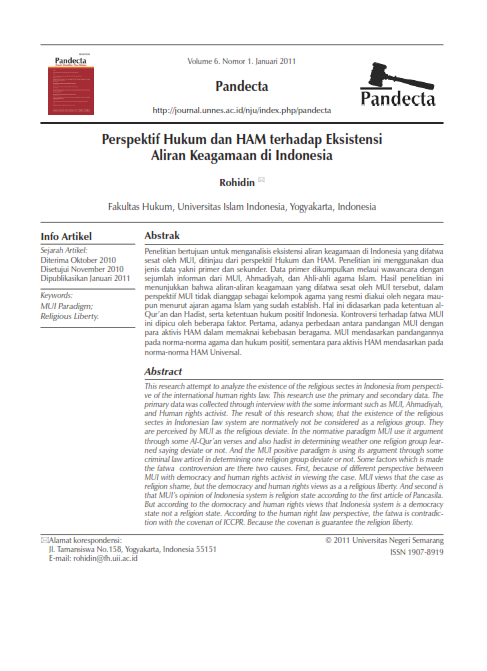 Pandecta
Volume 6. Nomor 1. Januari 2011
Pandecta
http://journal.unnes.ac.id/nju/index.php/pandecta
Pandecta
Perspektif Hukum dan HAM terhadap Eksistensi
Aliran Keagamaan di Indonesia
Rohidin
Fakultas Hukum, Universitas Islam Indonesia, Yogyakarta, Indonesia
Info Artikel
Sejarah Artikel:
Diterima Oktober 2010
Disetujui November 2010
Dipublikasikan Januari 2011
Keywords:
MUI Paradigm;
Religious Liberty.
Abstrak
Penelitian bertujuan untuk menganalisis eksistensi aliran keagamaan di Indonesia yang difatwa
sesat oleh MUI, ditinjau dari perspektif Hukum dan HAM. Penelitian ini menggunakan dua
jenis data yakni primer dan sekunder. Data primer dikumpulkan melaui wawancara dengan
sejumlah informan dari MUI, Ahmadiyah, dan Ahli-ahli agama Islam. Hasil penelitian ini
menunjukkan bahwa aliran-aliran keagamaan yang difatwa sesat oleh MUI tersebut, dalam
perspektif MUI tidak dianggap sebagai kelompok agama yang resmi diakui oleh negara mau-
pun menurut ajaran agama Islam yang sudah establish. Hal ini didasarkan pada ketentuan al-
Qur'an dan Hadist, serta ketentuan hukum positif Indonesia. Kontroversi terhadap fatwa MUI
ini dipicu oleh beberapa faktor. Pertama, adanya perbedaan antara pandangan MUI dengan
para aktivis HAM dalam memaknai kebebasan beragama. MUI mendasarkan pandangannya
pada norma-norma agama dan hukum positif, sementara para aktivis HAM mendasarkan pada
norma-norma HAM Universal.
Abstract
This research attempt to analyze the existence of the religious sectes in Indonesia from perspecti-
ve of the international human rights law. This research use the primary and secondary data. The
primary data was collected through interview with the some informant such as MUI, Ahmadiyah,
and Human rights activist. The result of this research show, that the existence of the religious
sectes in Indonesian law system are normatively not be considered as a religious group. They
are perceived by MUI as the religious deviate. In the normative paradigm MUI use it argument
through some Al-Qur'an verses and also hadist in determining weather one religion group lear-
ned saying deviate or not. And the MUI positive paradigm is using its argument through some
criminal law articel in determining one religion group deviate or not. Some factors which is made
the fatwa controversion are there two causes. First, because of different perspective between
MUI with democracy and human rights activist in viewing the case. MUI views that the case as
religion shame, but the democracy and human rights views as a a religious liberty. And second is
that MUI's opinion of Indonesia system is religion state according to the first article of Pancasila.
But according to the domocracy and human rights views that Indonesia system is a democracy
state not a religion state. According to the human right law perspective, the fatwa is contradic-
tion with the covenan of ICCPR. Because the covenan is guarantee the religion liberty.
Alamat korespondensi:
Jl. Tamansiswa No.158, Yogyakarta, Indonesia 55151
E-mail: rohidin@fh.uii.ac.id
© 2011 Universitas Negeri Semarang
ISSN 1907-8919